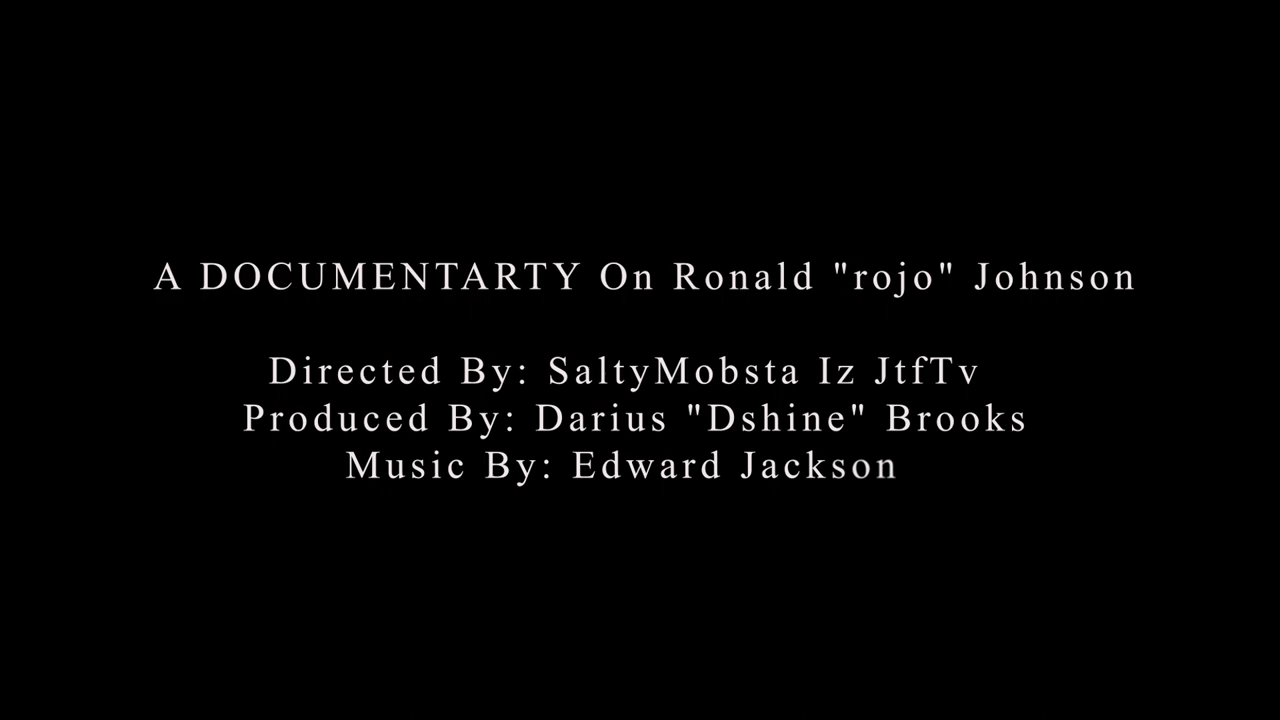 A DOCUMENTARTY On Ronald "rojo" Johnson
Directed By: SaltyMobsta Iz JtfTv
Produced By: Darius "Dshine" Brooks
Music By: Edward Jackson